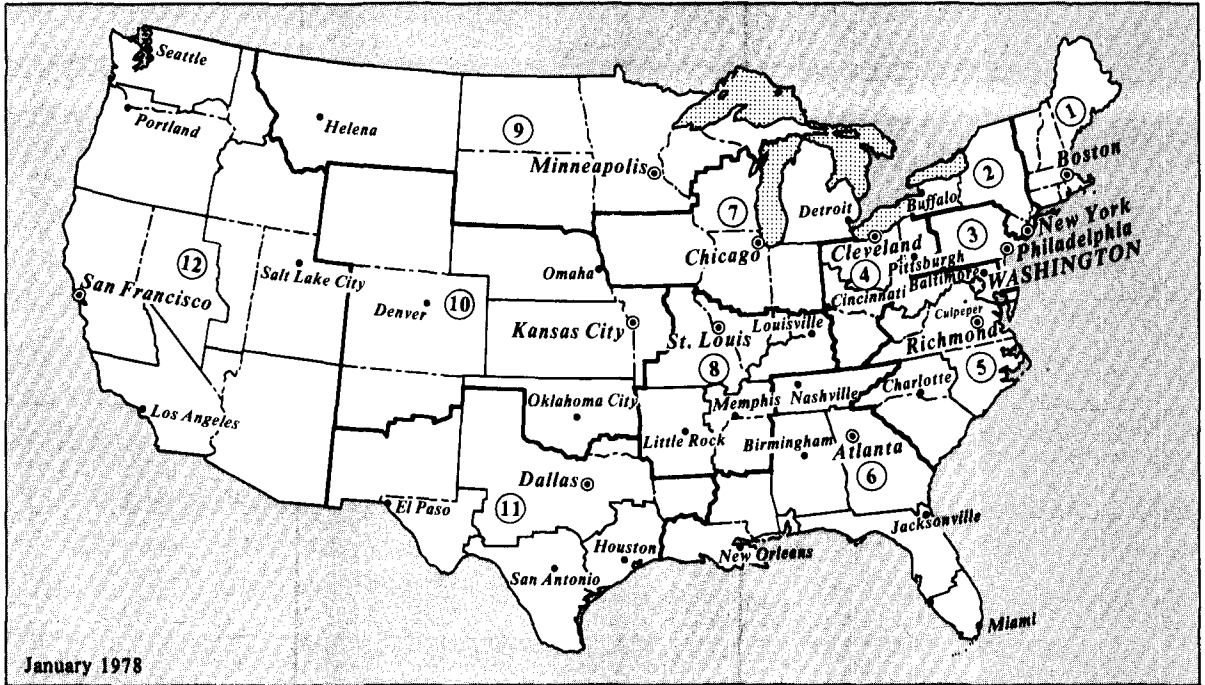 Seattle
Portland
Helena
9
Minneapolis
1
Boston
2
Buffalo
7
Detroit
3
New York
Philadelphia
Cleveland
Chicago
4
Pittsburgh
WASHINGTON
Baltimore
12
Salt Lake City
Omaha
San Francisco
Denver
10
Cincinnati
Culpeper
Kansas City
St. Louis
Louisville
Richmond
8
5
Charlotte
Memphis
Nashville
Oklahoma City
Los Angeles
Little Rock
Birmingham
Atlanta
6
Dallas
El Paso
11
Jacksonville
Houston
New Orleans
San Antonio
Miami
January 1978